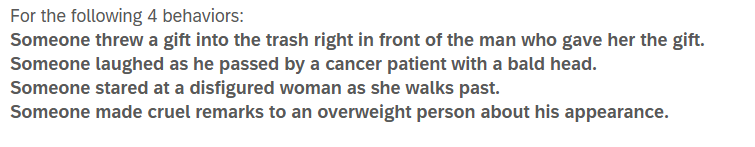 For the following 4 behaviors:
Someone threw a gift into the trash right in front of the man who gave her the gift.
Someone laughed as he passed by a cancer patient with a bald head.
Someone stared at a disfigured woman as she walks past.
Someone made cruel remarks to an overweight person about his appearance.